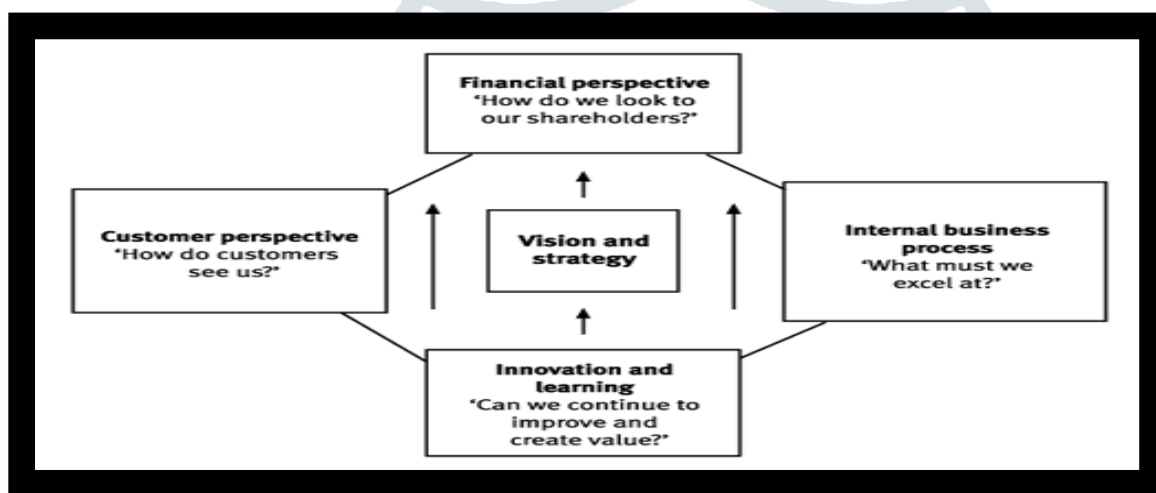 Financial perspective
‘How do we look to
our shareholders?’
Customer perspective
‘How do customers
see us?’
Vision and
strategy
Internal business
process
‘What must we
excel at?’
Innovation and
learning
‘Can we continue to
improve and
create value?’